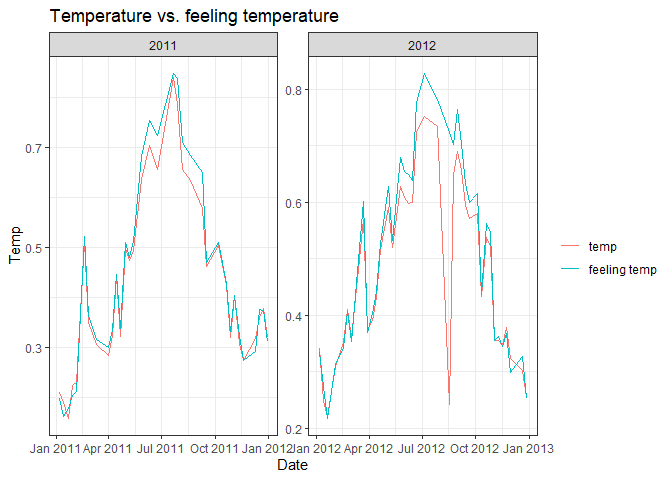 Temperature vs. feeling temperature
2011
2012
0.7
0.5
0.3
0.8
0.6
0.4
0.2
Temp
Jan 2011 Apr 2011 Jul 2011 Oct 2011 Jan 2012
Jan 2012 Apr 2012 Jul 2012 Oct 2012 Jan 2013
Date
temp
feeling temp